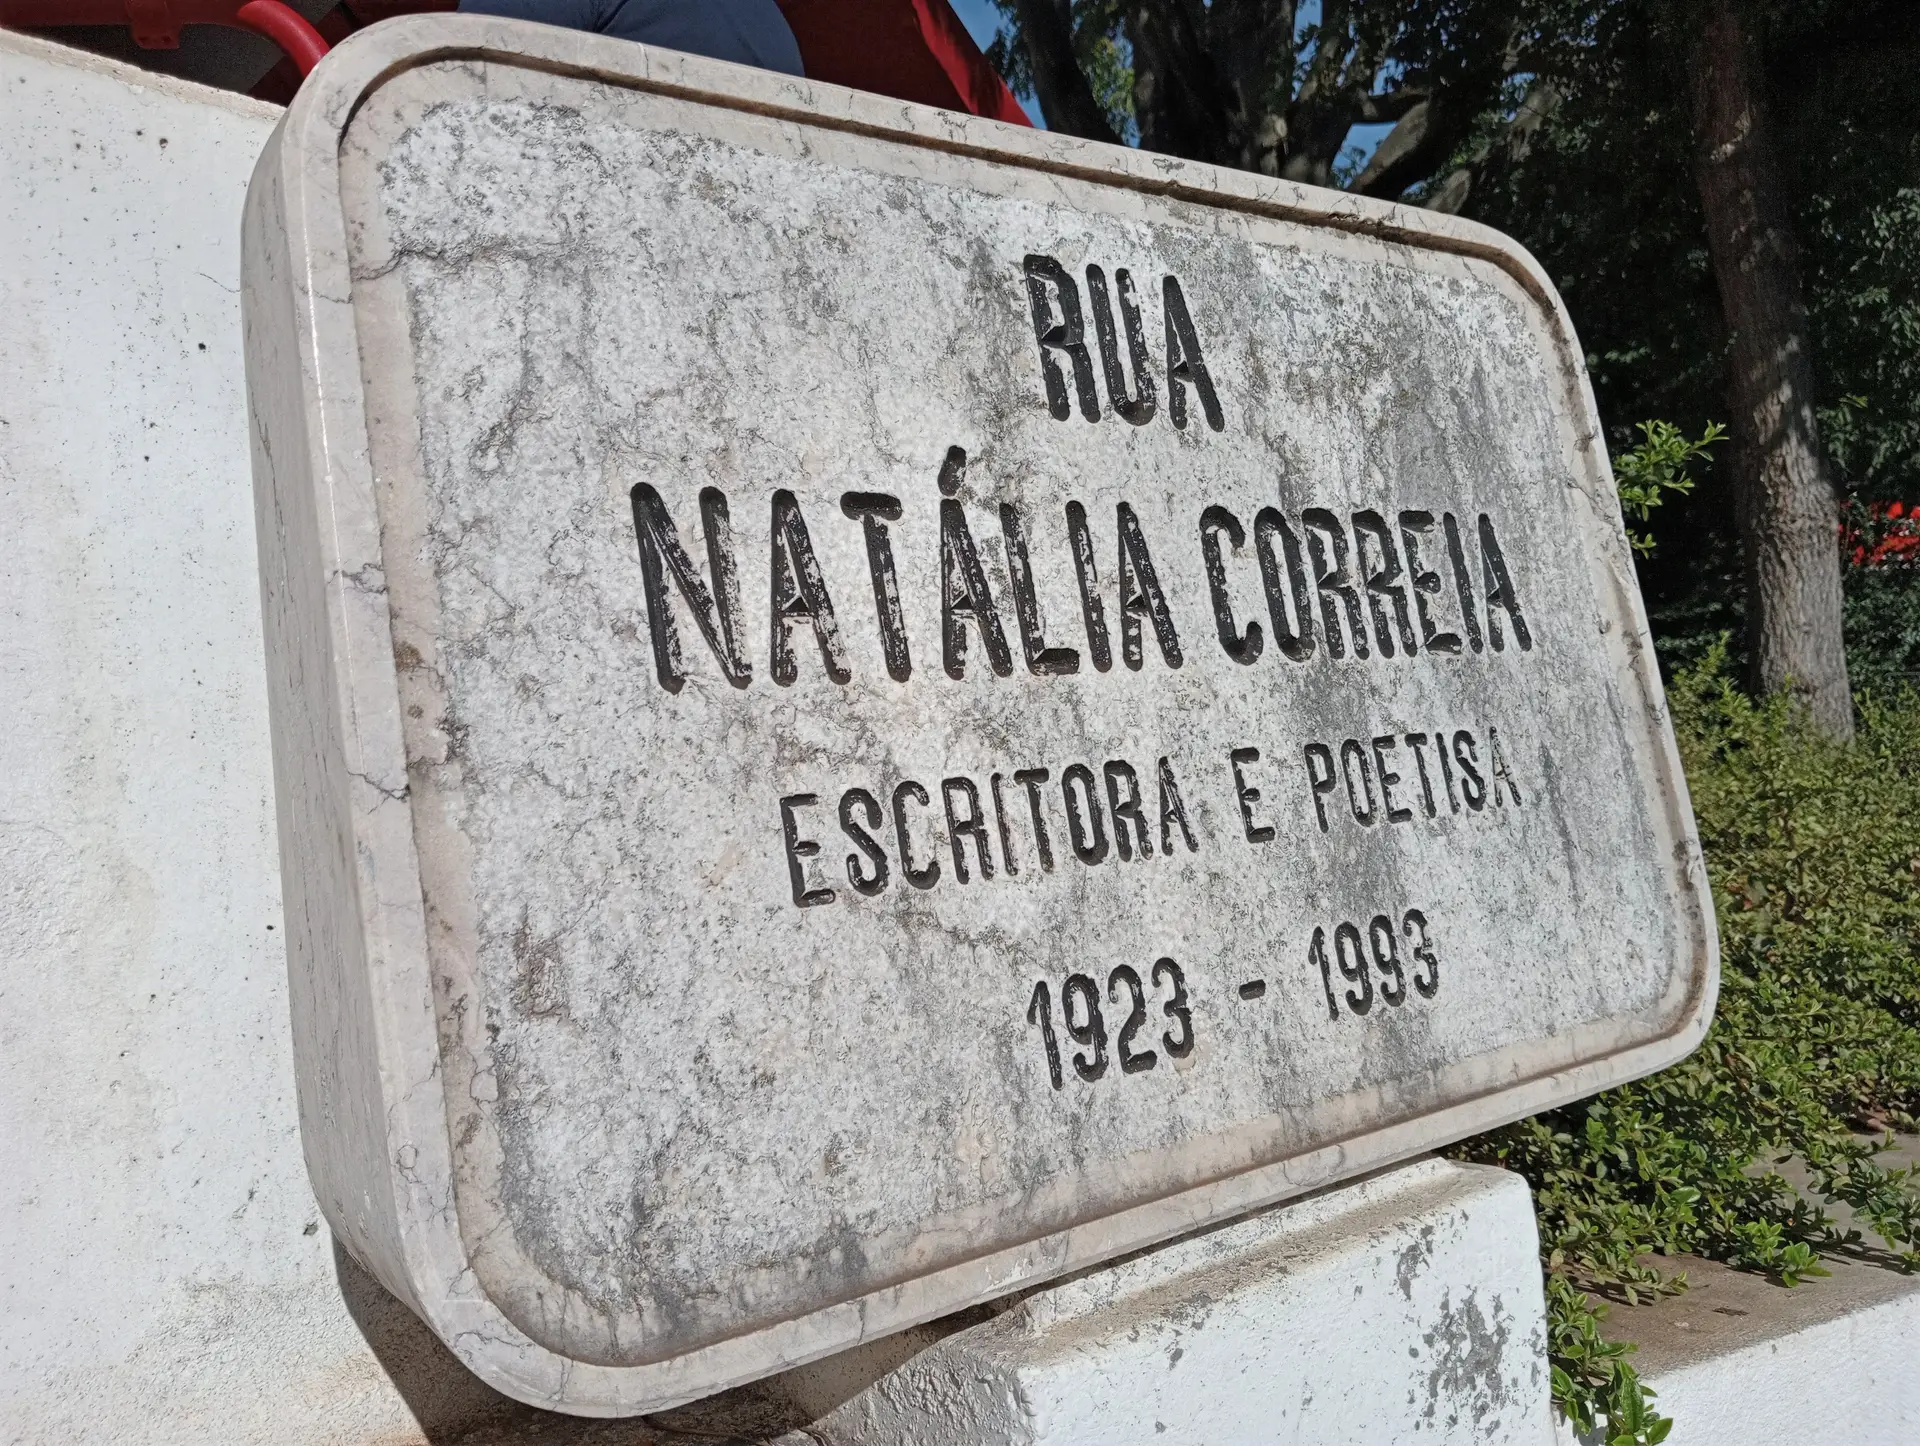 RUA
NATÁLIA CORREIA
ESCRITORA E POETISA
1923 - 1993